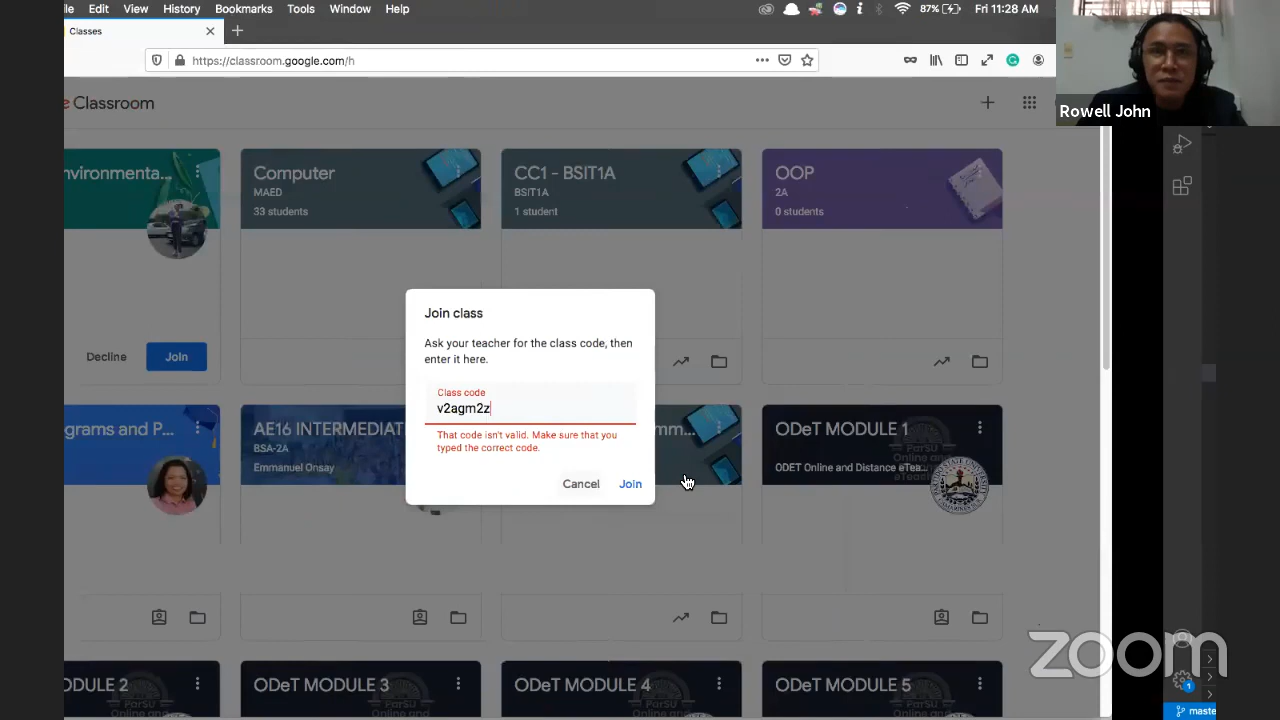 Edit View History Bookmarks Tools Window Help
87% Fri 11:28 AM
Classes
https://classroom.google.com/h
Rowell John
Classroom
nvironmenta...
Computer
MAED
33 students
CC1 - BSIT1A
BSIT1A
1 student
OOP
2A
0 students
Decline
Join
Join class
Ask your teacher for the class code, then
enter it here.
Class code
v2agm2z
That code isn't valid. Make sure that you
typed the correct code.
Cancel
Join
ograms and P...
AE16 INTERMEDIAT
BSA-2A
Emmanuel Onsay
mm...
ODeT MODULE 1
ODET Online and Distance eTea...
ODULE 2
ODeT MODULE 3
ODeT MODULE 4
ODeT MODULE 5
zoom
1
maste